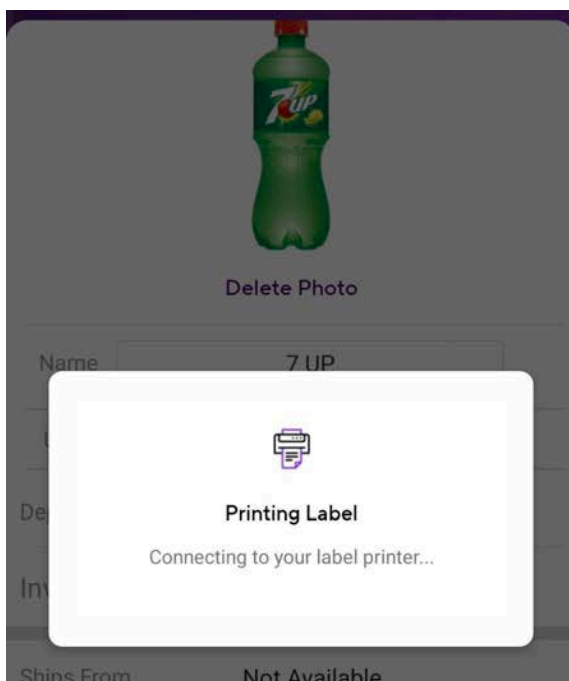 7UP
Delete Photo
Name 7 UP
Printing Label
Connecting to your label printer...
Ships From Not Available